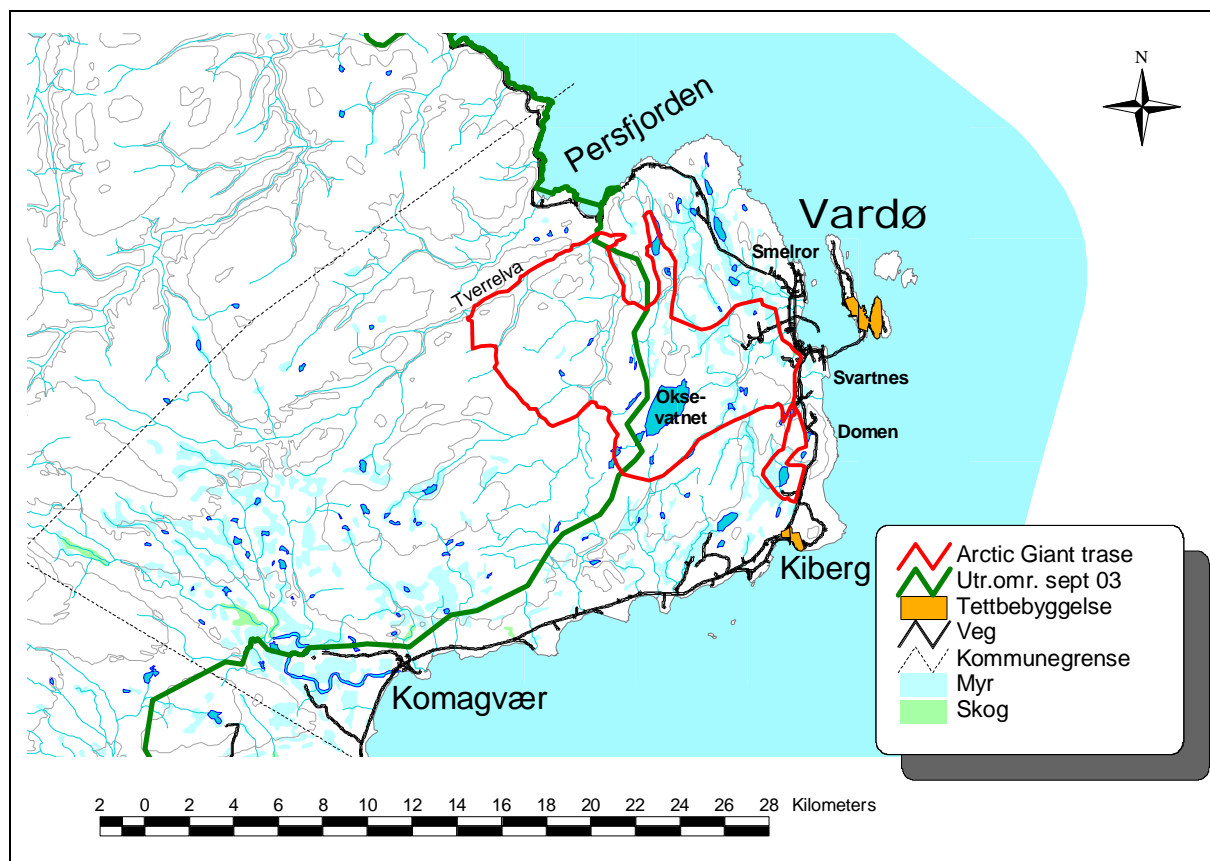 N
Persfjorden
Vardø
Smelror
Tverrelva
Svartnes
Okse-
vatnet
Domen
Kiberg
Komagvær
Arctic Giant trase
Utr.omr. sept 03
Tettbebyggelse
Veg
Kommunegrense
Myr
Skog
2 0 2 4 6 8 10 12 14 16 18 20 22 24 26 28 Kilometers